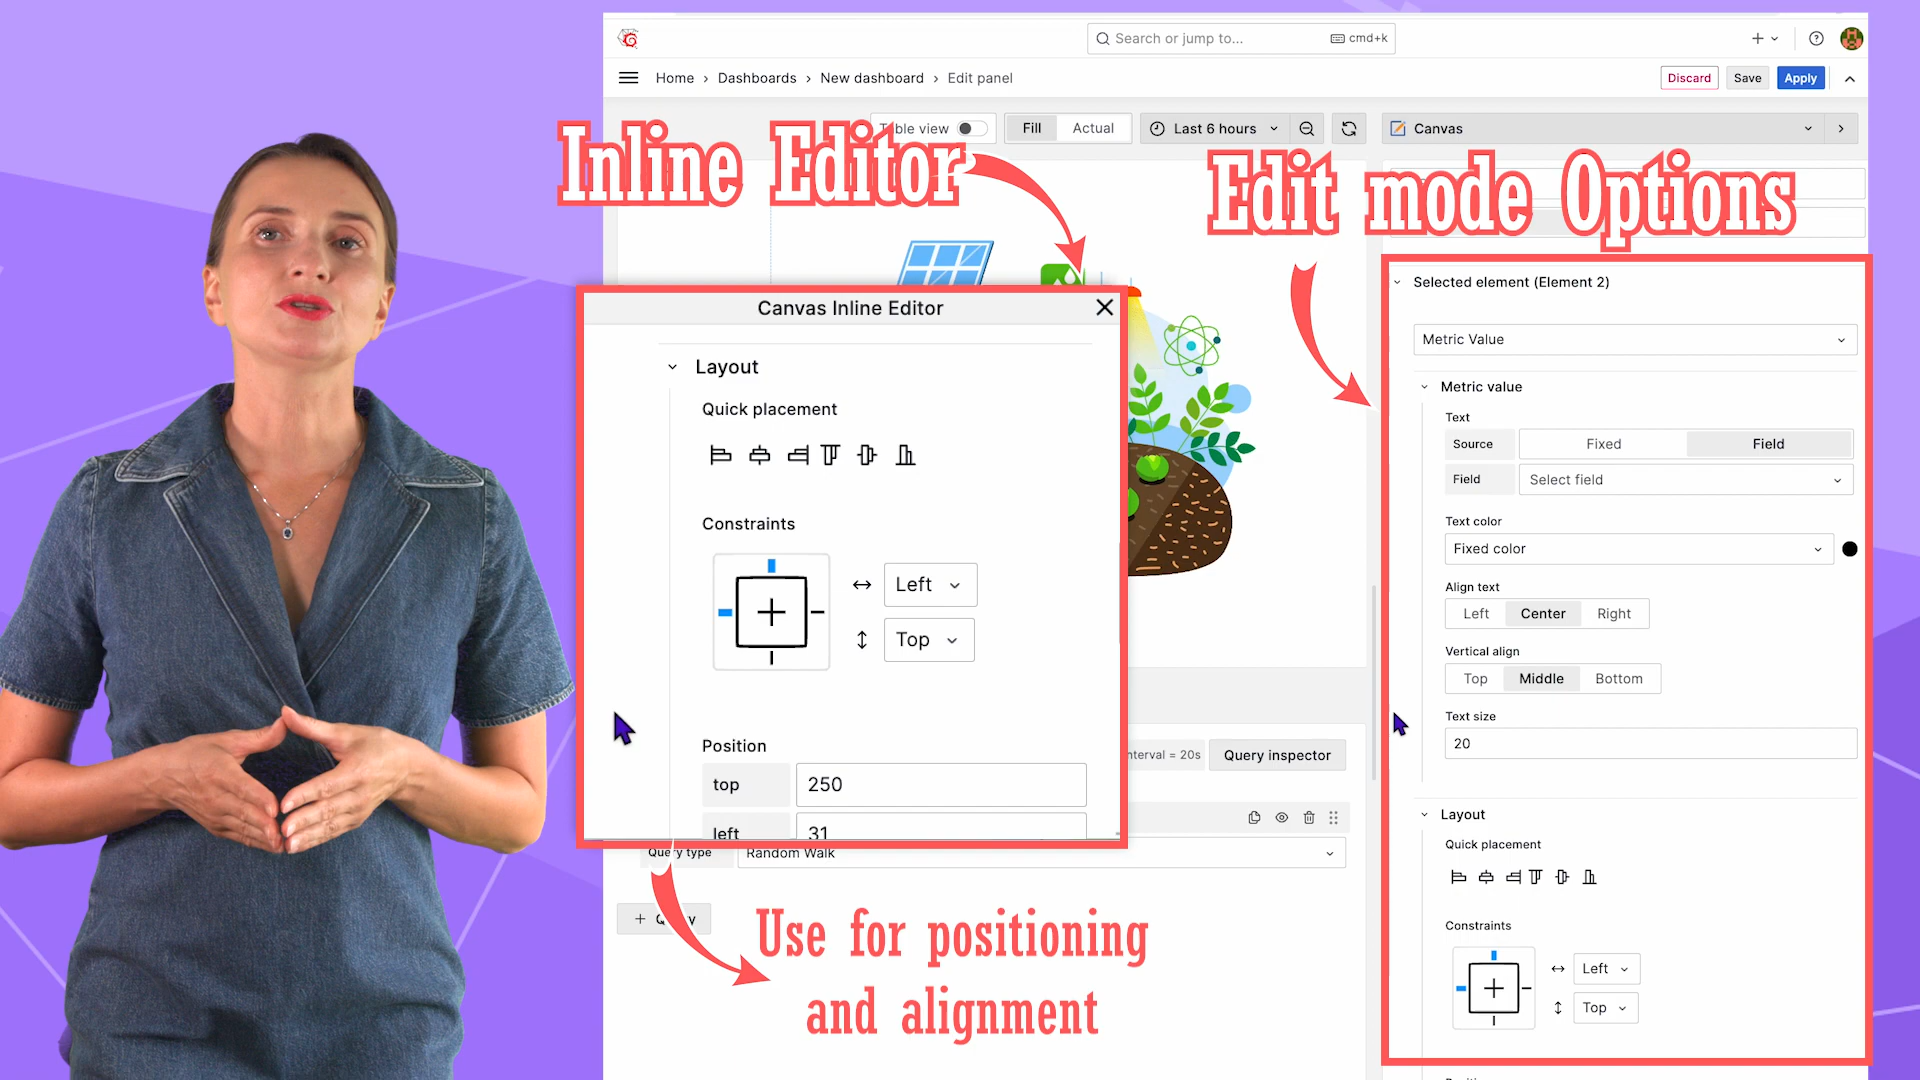 Search or jump to...
cmd+k
Home › Dashboards › New dashboard › Edit panel
Discard
Save
Apply
Table view
Fill
Actual
Last 6 hours
Canvas
Inline Editor
Edit mode Options
Canvas Inline Editor
Layout
Quick placement
Constraints
Left
Top
Position
top
250
left
31
Interval = 20s
Query inspector
Query type
Random Walk
+ Query
Use for positioning
and alignment
Selected element (Element 2)
Metric Value
Metric value
Text
Source
Fixed
Field
Field
Select field
Text color
Fixed color
Align text
Left
Center
Right
Vertical align
Top
Middle
Bottom
Text size
20
Layout
Quick placement
Constraints
Left
Top